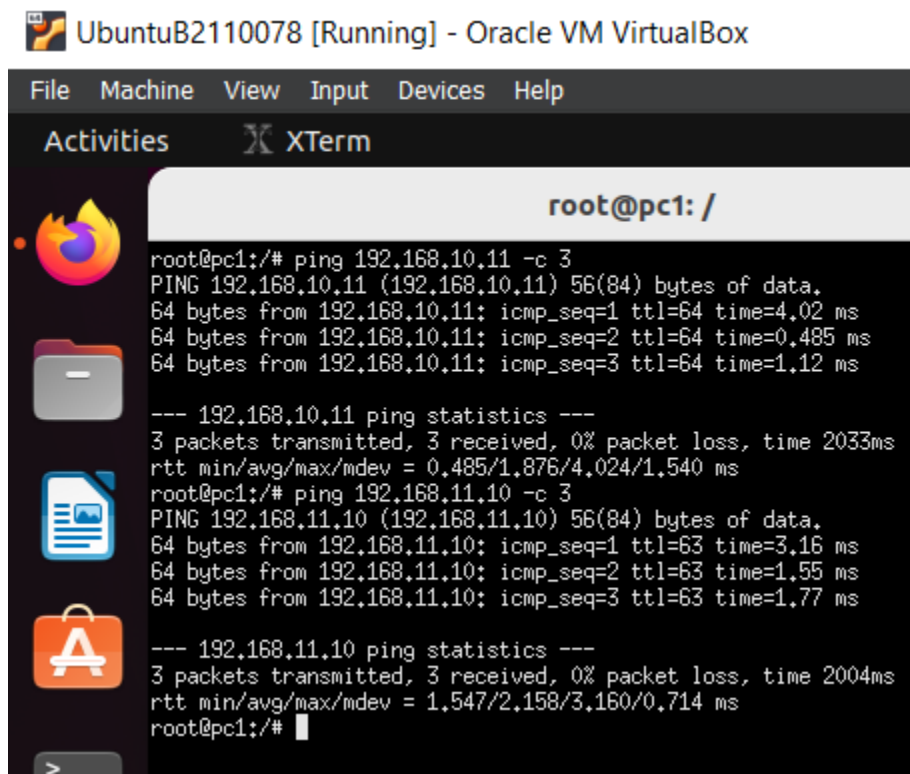 UbuntuB2110078 [Running] - Oracle VM VirtualBox
File Machine View Input Devices Help
Activities XTerm
root@pc1: /
root@pc1:/# ping 192.168.10.11 -c 3
PING 192.168.10.11 (192.168.10.11) 56(84) bytes of data.
64 bytes from 192.168.10.11: icmp_seq=1 ttl=64 time=4.02 ms
64 bytes from 192.168.10.11: icmp_seq=2 ttl=64 time=0.485 ms
64 bytes from 192.168.10.11: icmp_seq=3 ttl=64 time=1.12 ms
--- 192.168.10.11 ping statistics ---
3 packets transmitted, 3 received, 0% packet loss, time 2033ms
rtt min/avg/max/mdev = 0.485/1.876/4.024/1.540 ms
root@pc1:/# ping 192.168.11.10 -c 3
PING 192.168.11.10 (192.168.11.10) 56(84) bytes of data.
64 bytes from 192.168.11.10: icmp_seq=1 ttl=63 time=3.16 ms
64 bytes from 192.168.11.10: icmp_seq=2 ttl=63 time=1.55 ms
64 bytes from 192.168.11.10: icmp_seq=3 ttl=63 time=1.77 ms
--- 192.168.11.10 ping statistics ---
3 packets transmitted, 3 received, 0% packet loss, time 2004ms
rtt min/avg/max/mdev = 1.547/2.158/3.160/0.714 ms
root@pc1:/#